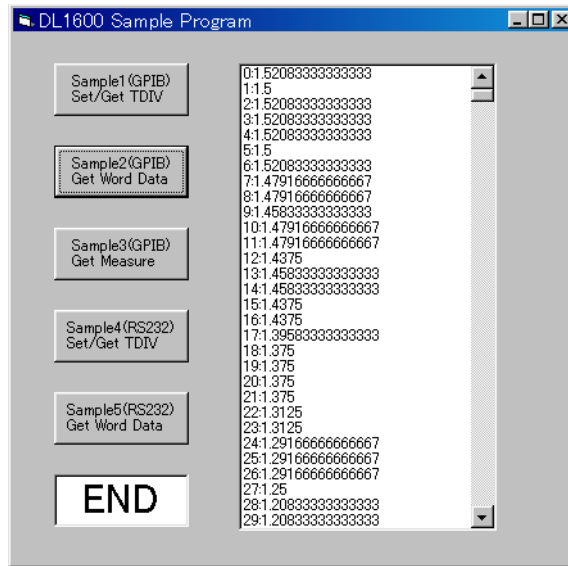 DL1600 Sample Program
Sample1(GPIB)
Set/Get TDIV
Sample2(GPIB)
Get Word Data
Sample3(GPIB)
Get Measure
Sample4(RS232)
Set/Get TDIV
Sample5(RS232)
Get Word Data
END
0:1.52083333333333
1:1.5
2:1.52083333333333
3:1.52083333333333
4:1.52083333333333
5:1.5
6:1.52083333333333
7:1.47916666666667
8:1.47916666666667
9:1.45833333333333
10:1.47916666666667
11:1.47916666666667
12:1.4375
13:1.45833333333333
14:1.45833333333333
15:1.4375
16:1.4375
17:1.39583333333333
18:1.375
19:1.375
20:1.375
21:1.375
22:1.3125
23:1.3125
24:1.29166666666667
25:1.29166666666667
26:1.29166666666667
27:1.25
28:1.20833333333333
29:1.20833333333333